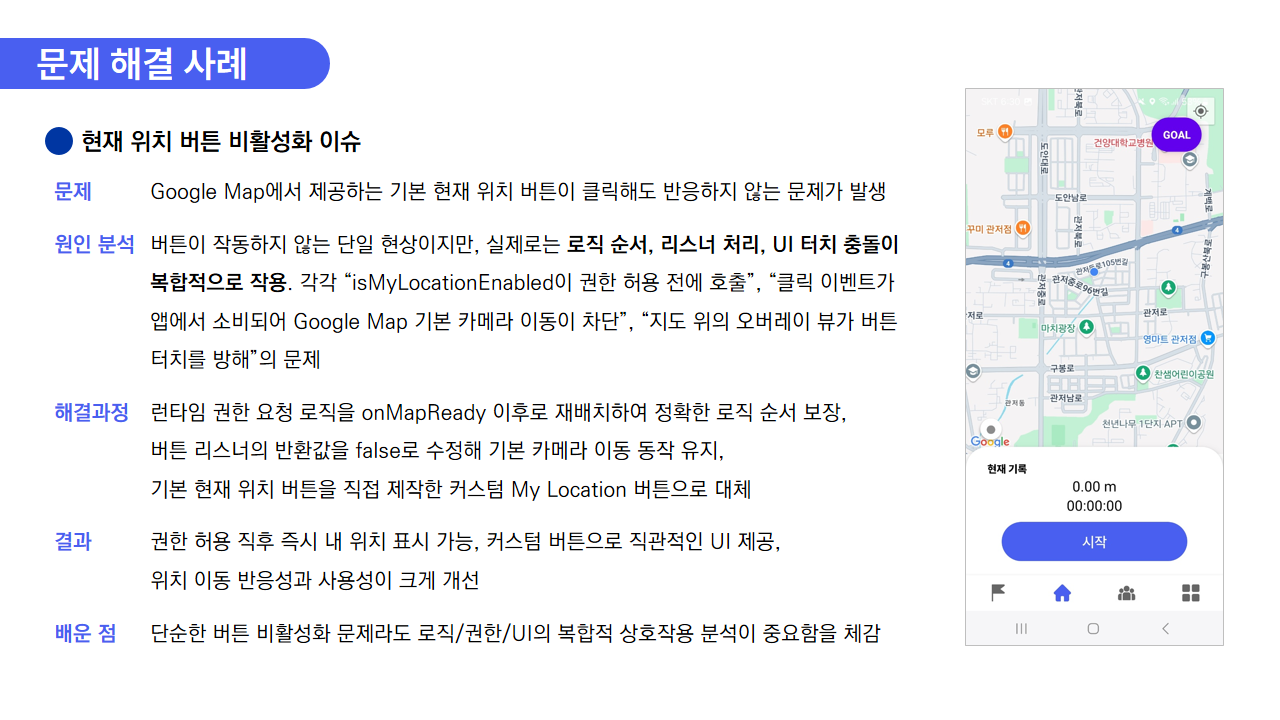 문제 해결 사례
현재 위치 버튼 비활성화 이슈
문제
Google Map에서 제공하는 기본 현재 위치 버튼이 클릭해도 반응하지 않는 문제가 발생
원인 분석
버튼이 작동하지 않는 단일 현상이지만, 실제로는 로직 순서, 리스너 처리, UI 터치 충돌이
복합적으로 작용. 각각 “isMyLocationEnabled이 권한 허용 전에 호출”, “클릭 이벤트가
앱에서 소비되어 Google Map 기본 카메라 이동이 차단”, “지도 위의 오버레이 뷰가 버튼
터치를 방해”의 문제
해결과정
런타임 권한 요청 로직을 onMapReady 이후로 재배치하여 정확한 로직 순서 보장,
버튼 리스너의 반환값을 false로 수정해 기본 카메라 이동 동작 유지,
기본 현재 위치 버튼을 직접 제작한 커스텀 My Location 버튼으로 대체
결과
권한 허용 직후 즉시 내 위치 표시 가능, 커스텀 버튼으로 직관적인 UI 제공,
위치 이동 반응성과 사용성이 크게 개선
배운 점
단순한 버튼 비활성화 문제라도 로직/권한/UI의 복합적 상호작용 분석이 중요함을 체감
관저북로
모루
GOAL
건양대학교병원
도안대로
도안남로
계백로
관저북로
꾸미 관저점
4
4
관저동로105번길
관저중로96번길
관저중로
관저로
저로
마치광장
영마트 관저점
구봉로
찬샘어린이공원
관저남로
관저동
천년나무 1단지 APT
Google
현재 기록
0.00 m
00:00:00
시작